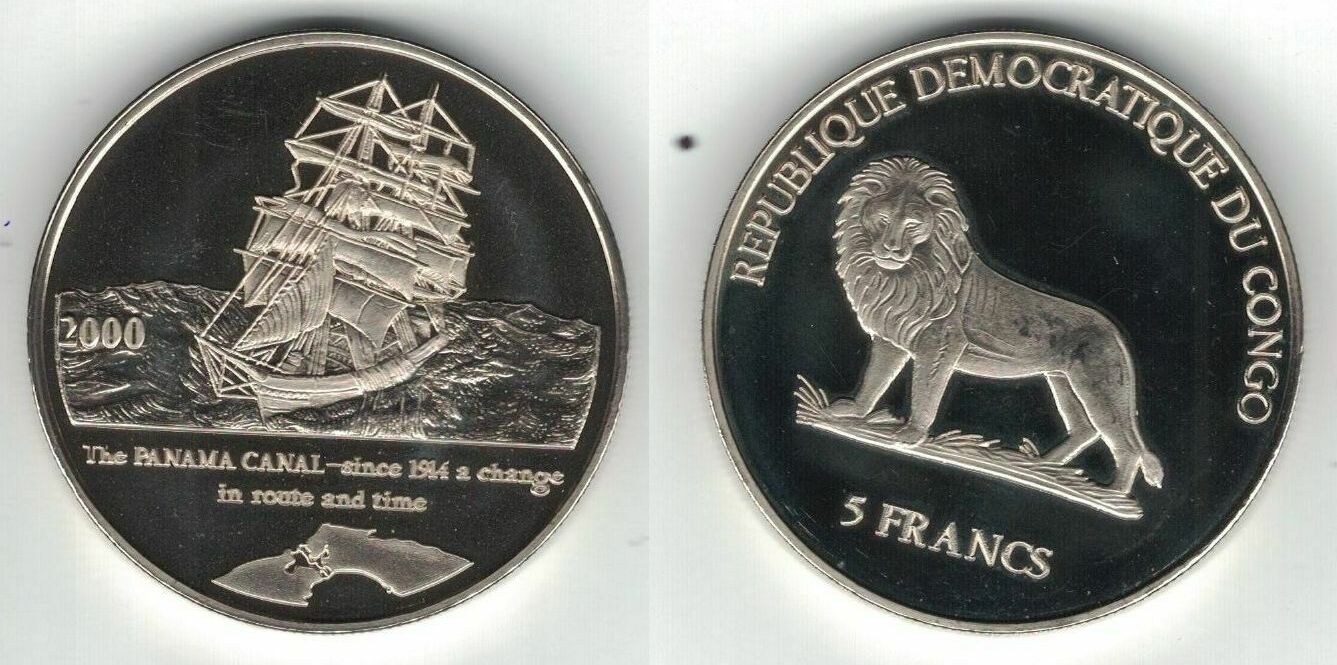 2000
The PANAMA CANAL—since 1914 a change
in route and time
REPUBLIQUE DEMOCRATIQUE DU CONGO
5 FRANCS